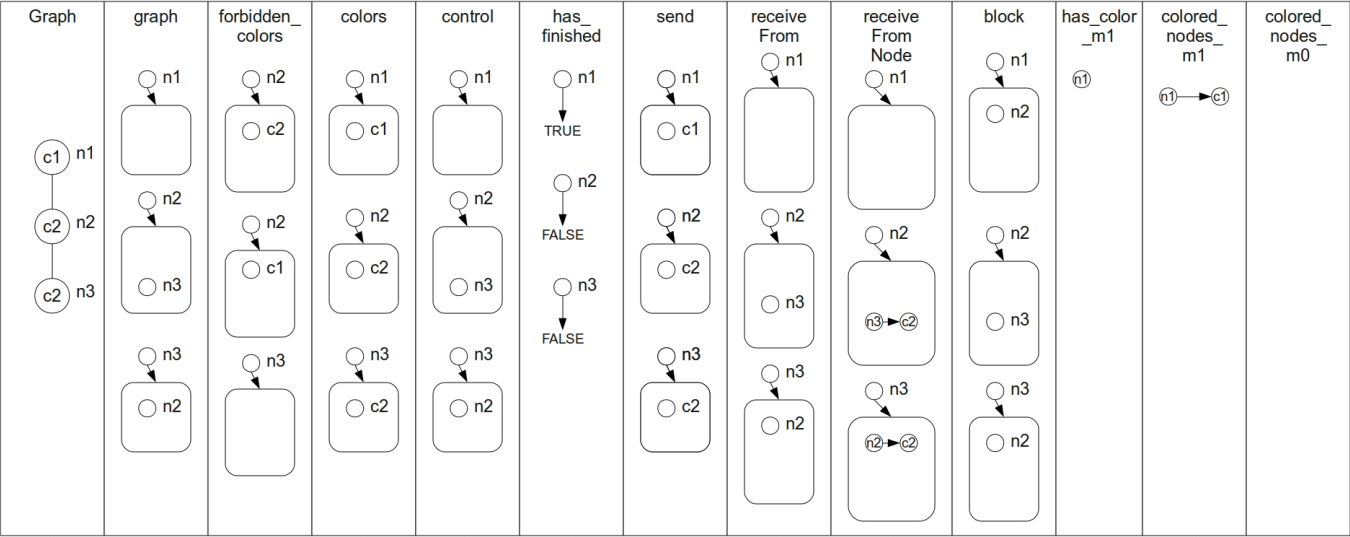 Graph
c1 n1
c2 n2
c2 n3
graph
n1
n2
n3
n3
n2
forbidden_
colors
n2
c2
n2
c1
n3
colors
n1
c1
n2
c2
n3
c2
control
n1
n2
n3
n3
n2
has_
finished
n1
TRUE
n2
FALSE
n3
FALSE
send
n1
c1
n2
c2
n3
c2
receive
From
n1
n2
n3
n3
n2
receive
From
Node
n1
n2
n3 c2
n3
n2 c2
block
n1
n2
n2
n3
n3
n2
has_color
_m1
n1
colored_
nodes_
m1
n1 c1
colored_
nodes_
m0